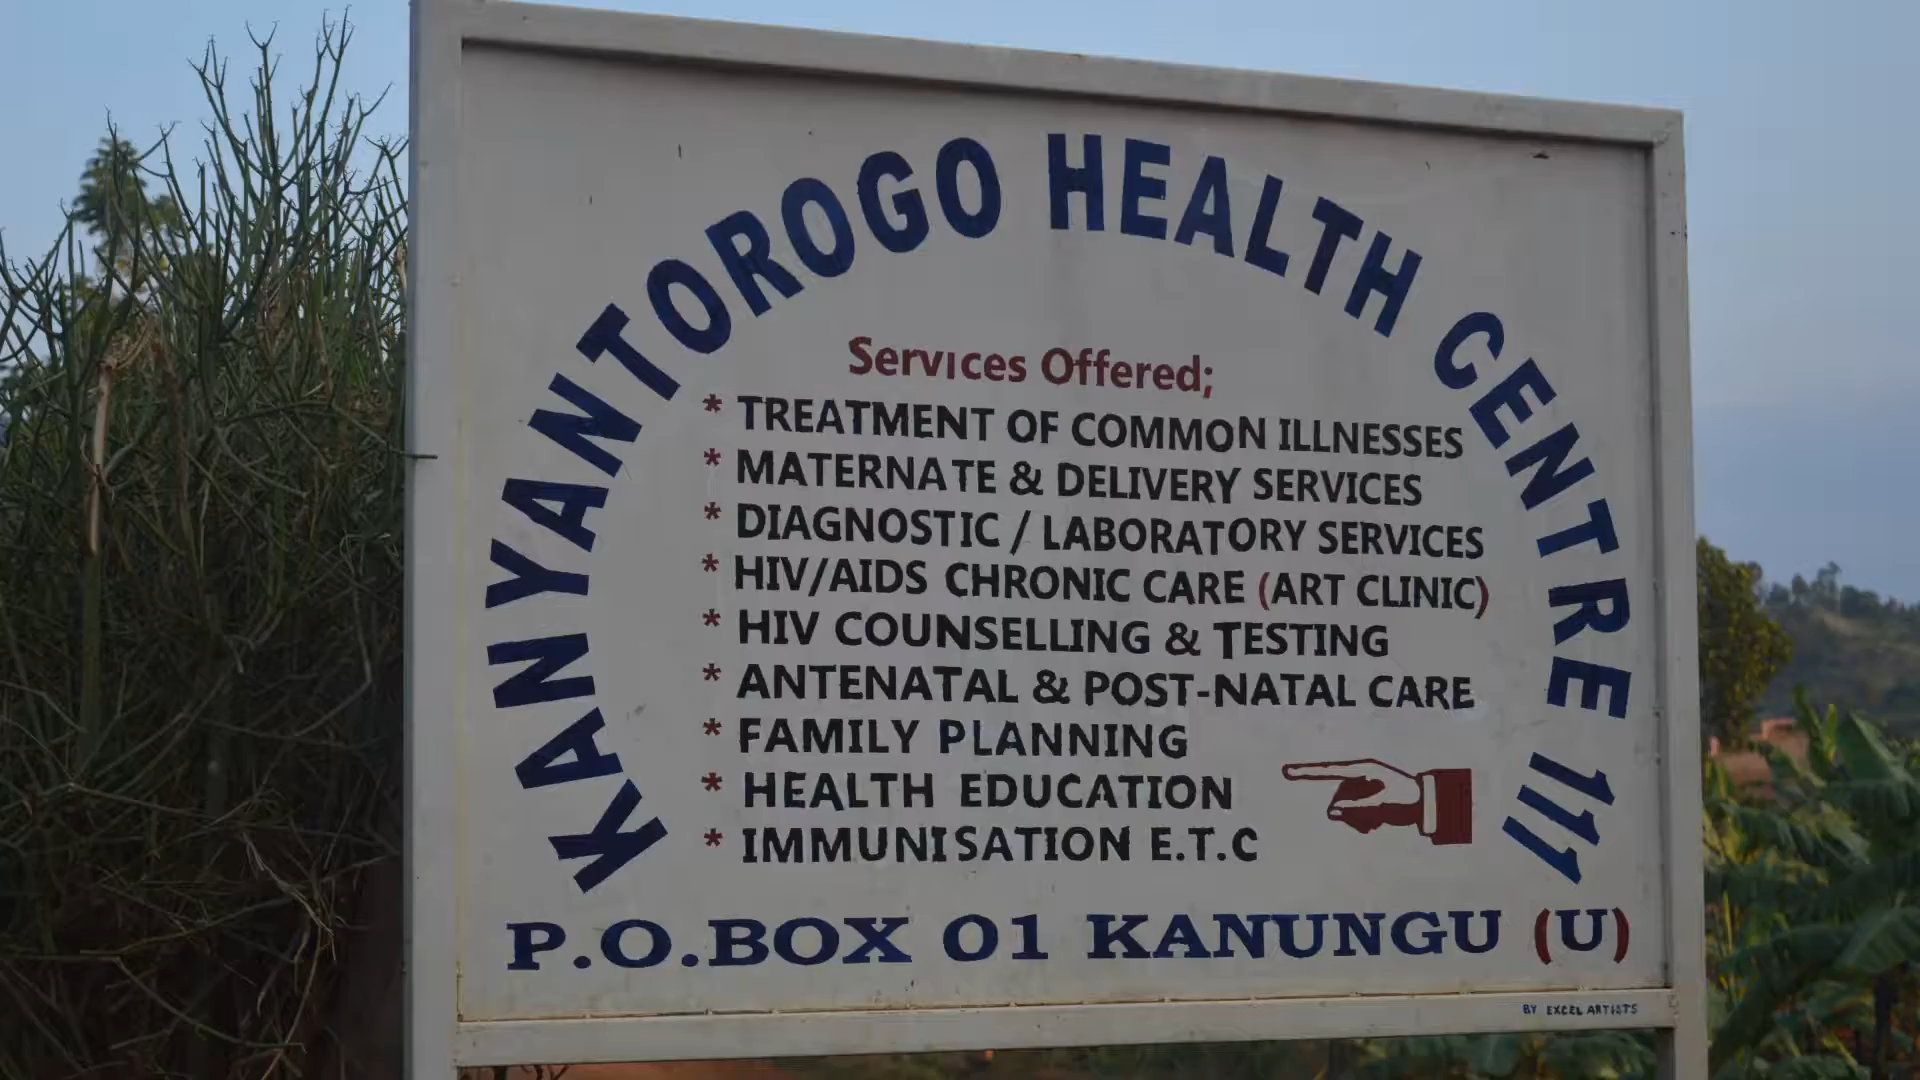 KANYANTOROGO HEALTH CENTRE 111
Services Offered;
* TREATMENT OF COMMON ILLNESSES
* MATERNATE & DELIVERY SERVICES
* DIAGNOSTIC / LABORATORY SERVICES
* HIV/AIDS CHRONIC CARE (ART CLINIC)
* HIV COUNSELLING & TESTING
* ANTENATAL & POST-NATAL CARE
* FAMILY PLANNING
* HEALTH EDUCATION
* IMMUNISATION E.T.C
P.O.BOX 01 KANUNGU (U)
BY EXCEL ARTISTS